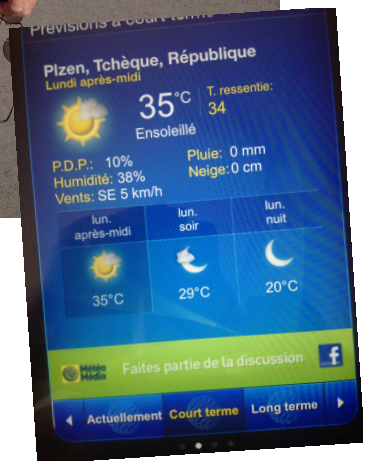 Prévisions à court terme
Plzen, Tchèque, République
Lundi après-midi
35°C
T. ressentie:
34
Ensoleillé
P.D.P.: 10%
Pluie: 0 mm
Humidité: 38%
Neige: 0 cm
Vents: SE 5 km/h
lun.
après-midi
lun.
soir
lun.
nuit
35°C
29°C
20°C
Météo
Média
Faites partie de la discussion
f
Actuellement
Court terme
Long terme